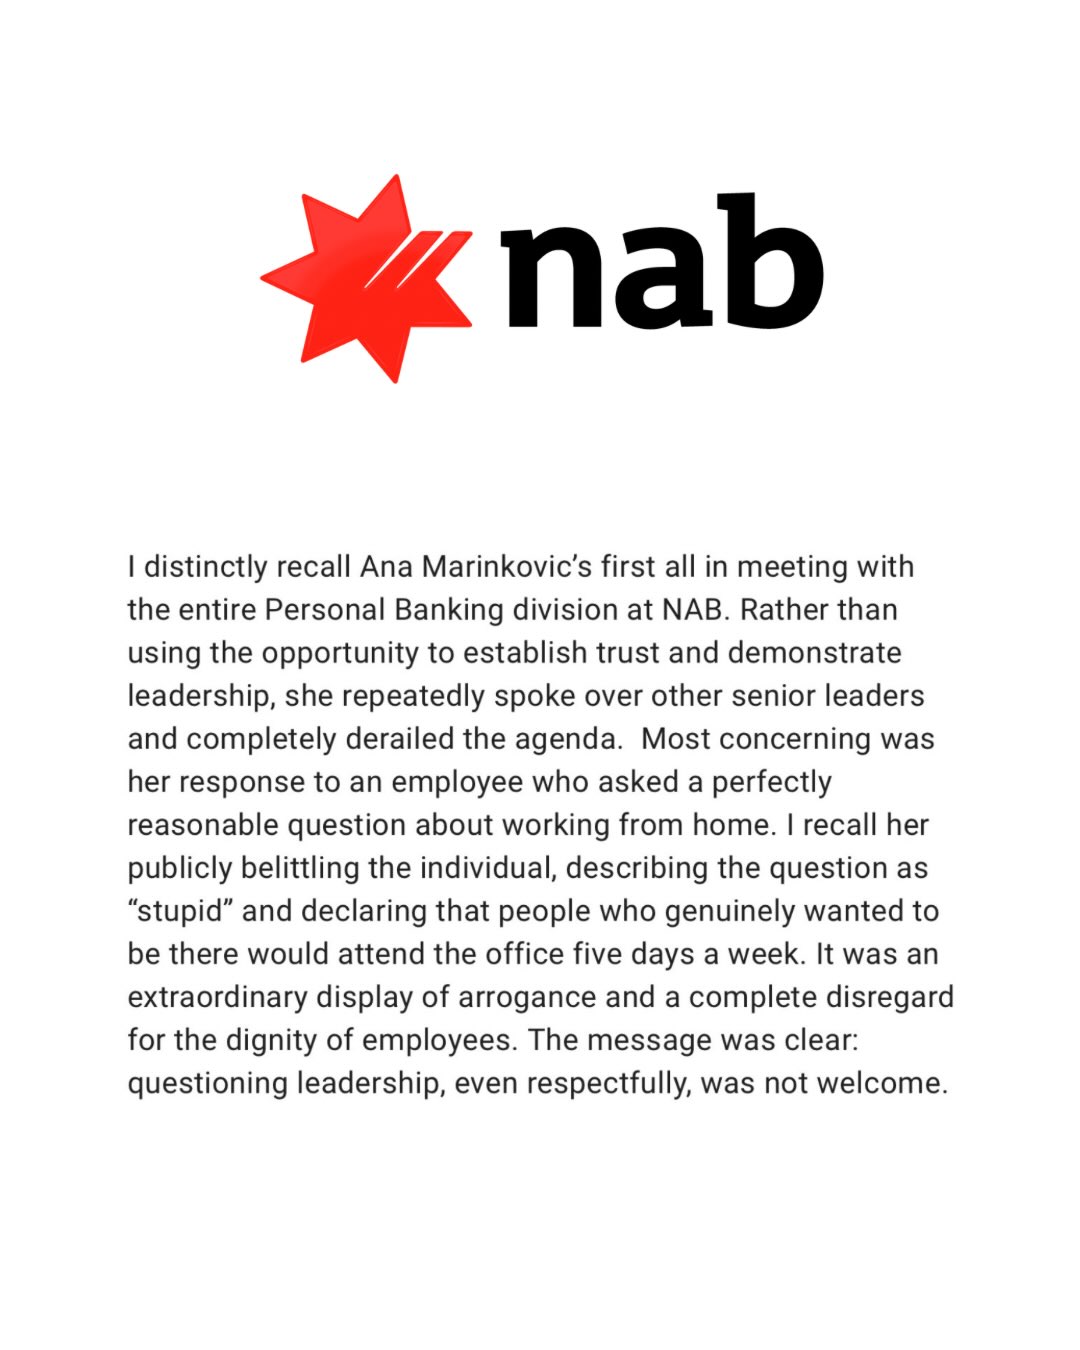 nab
I distinctly recall Ana Marinkovic’s first all in meeting with
the entire Personal Banking division at NAB. Rather than
using the opportunity to establish trust and demonstrate
leadership, she repeatedly spoke over other senior leaders
and completely derailed the agenda.  Most concerning was
her response to an employee who asked a perfectly
reasonable question about working from home. I recall her
publicly belittling the individual, describing the question as
“stupid” and declaring that people who genuinely wanted to
be there would attend the office five days a week. It was an
extraordinary display of arrogance and a complete disregard
for the dignity of employees. The message was clear:
questioning leadership, even respectfully, was not welcome.